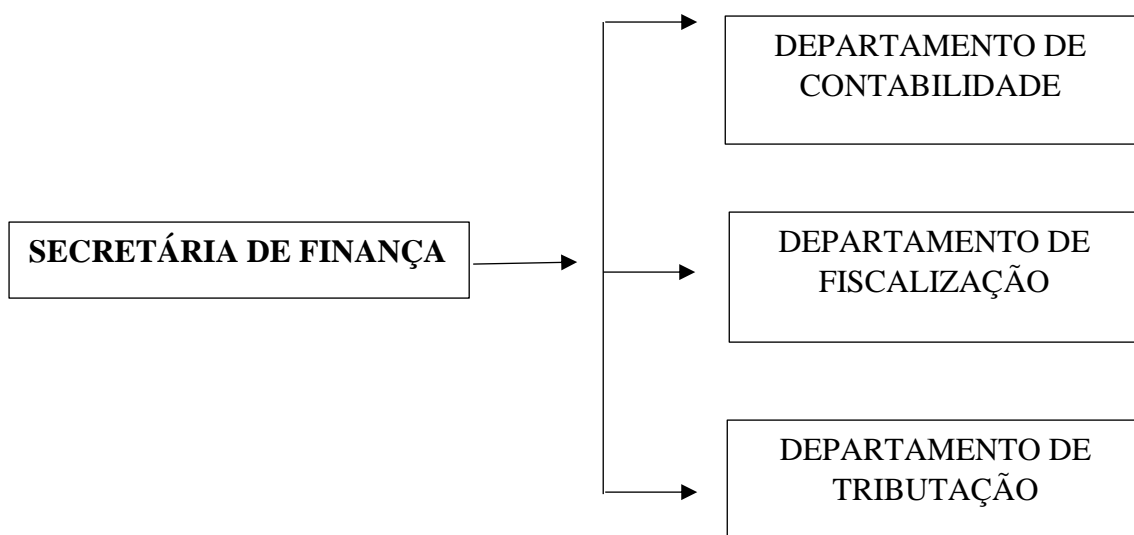 DEPARTAMENTO DE
CONTABILIDADE
SECRETÁRIA DE FINANÇA
DEPARTAMENTO DE
FISCALIZAÇÃO
DEPARTAMENTO DE
TRIBUTAÇÃO